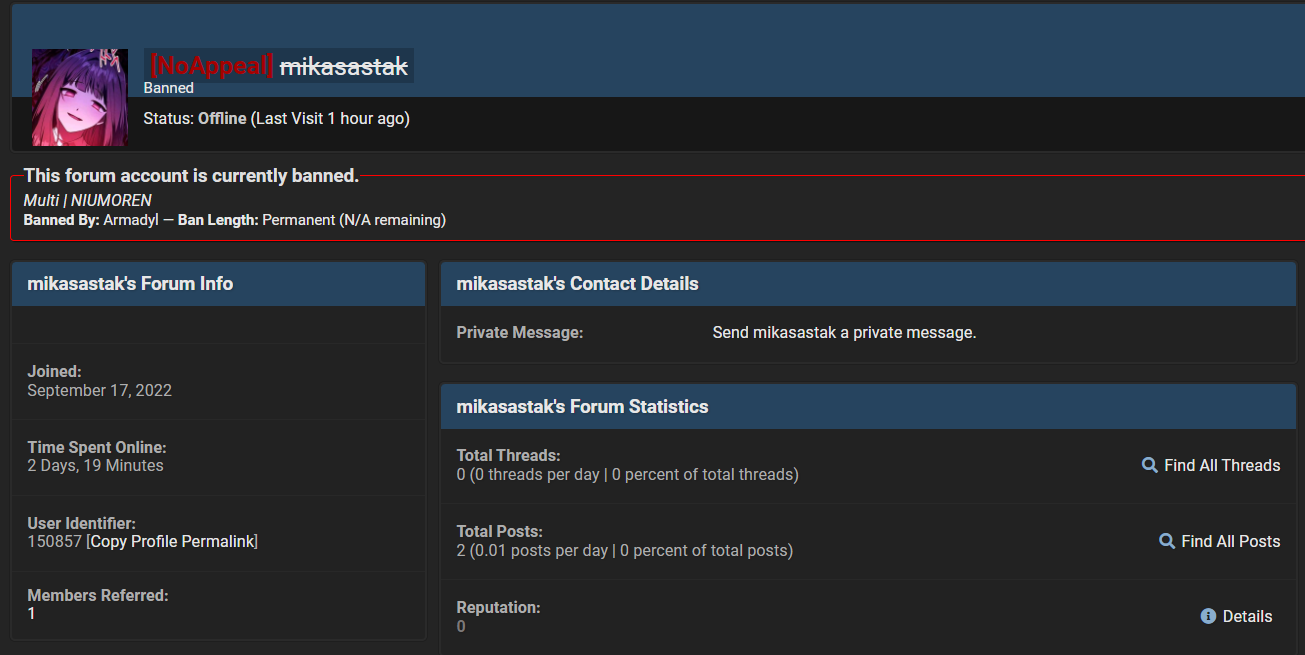 [NoAppeal] mikasastak
Banned
Status: Offline (Last Visit 1 hour ago)
This forum account is currently banned.
Multi | NIUMOREN
Banned By: Armadyl — Ban Length: Permanent (N/A remaining)
mikasastak's Forum Info
Joined:
September 17, 2022
Time Spent Online:
2 Days, 19 Minutes
User Identifier:
150857 [Copy Profile Permalink]
Members Referred:
1
mikasastak's Contact Details
Private Message: Send mikasastak a private message.
mikasastak's Forum Statistics
Total Threads:
0 (0 threads per day | 0 percent of total threads)
Find All Threads
Total Posts:
2 (0.01 posts per day | 0 percent of total posts)
Find All Posts
Reputation:
0
Details